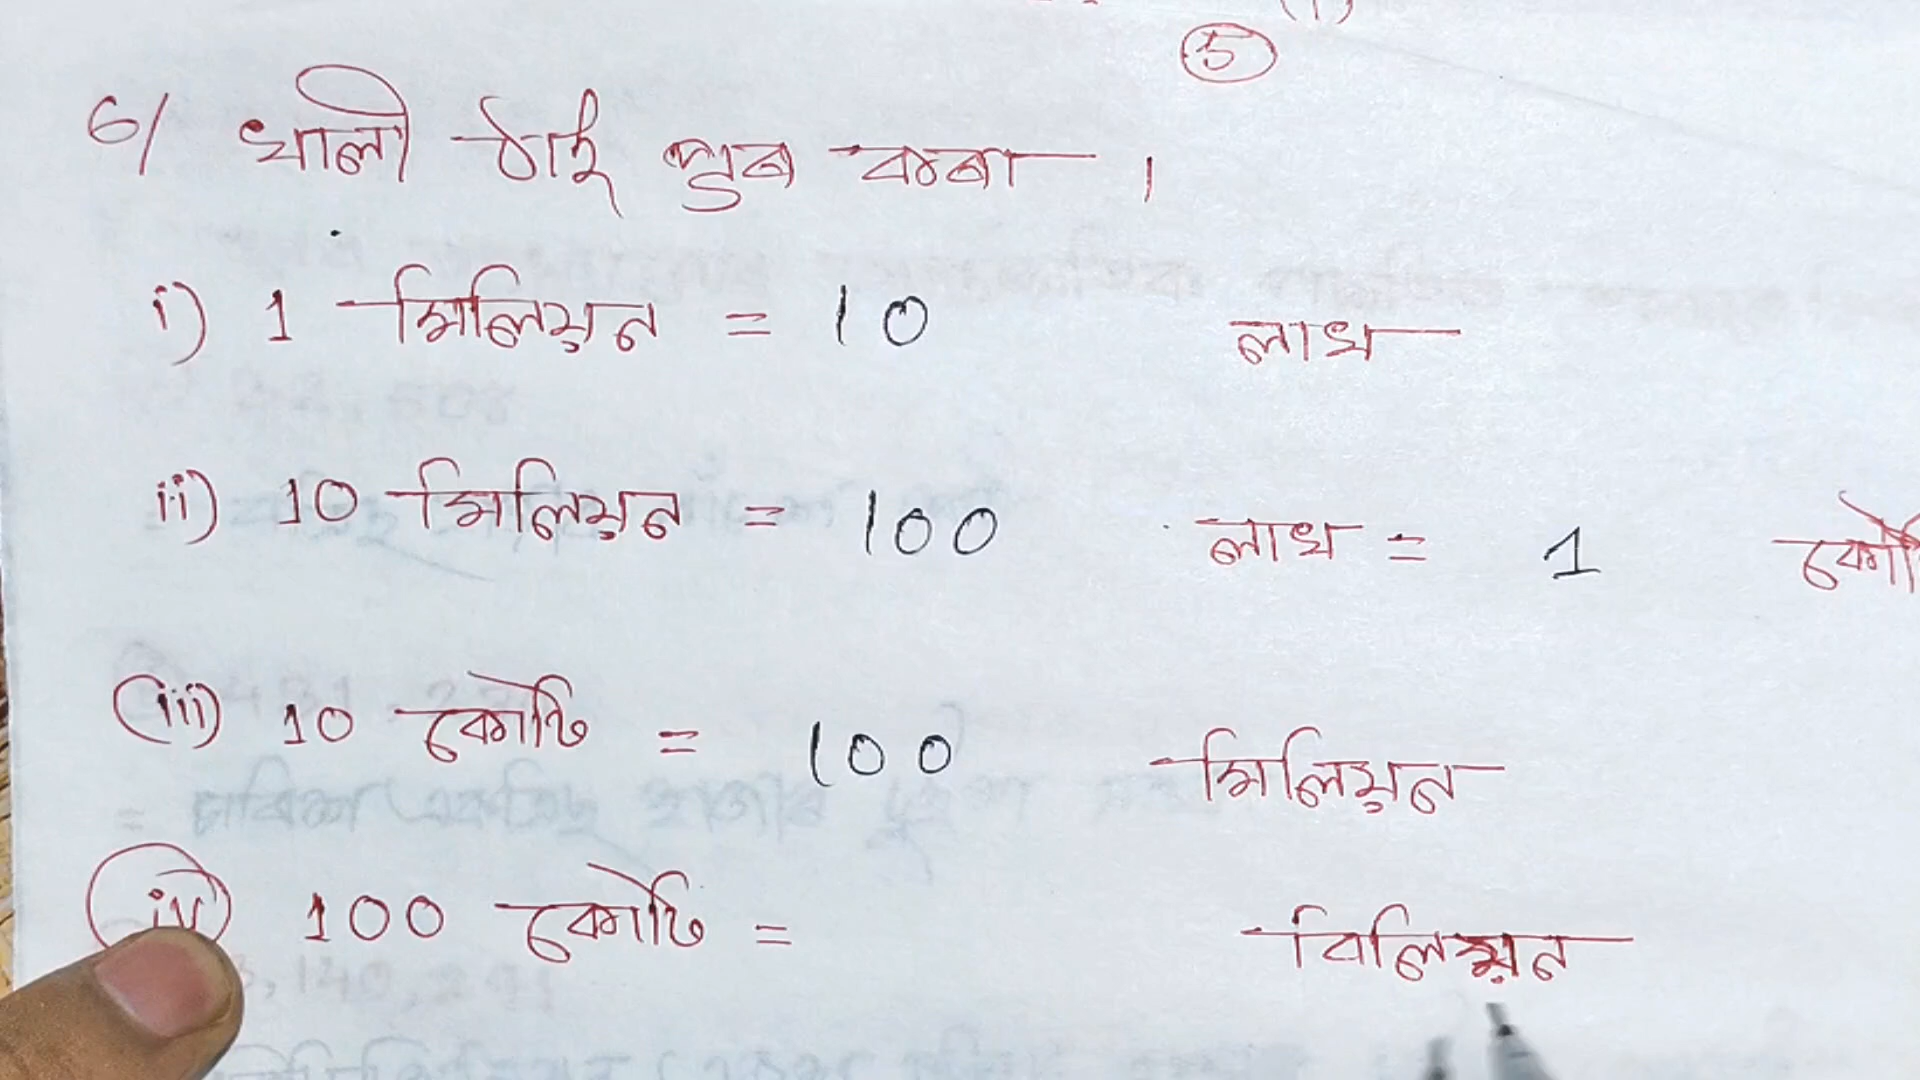 5
6/ খালী ঠাই পুৰ কৰা ।
i) 1 মিলিয়ন = 10 লাখ
ii) 10 মিলিয়ন = 100 লাখ = 1
(iii) 10 কোটি = 100 মিলিয়ন
iv 100 কোটি = বিলিয়ন